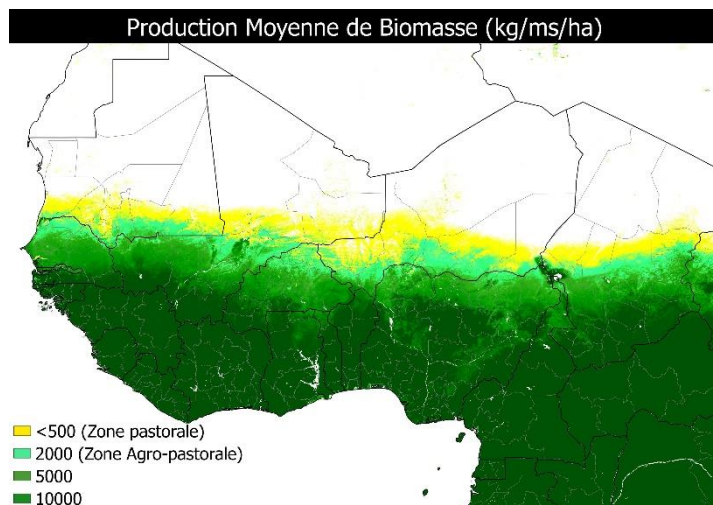 Production Moyenne de Biomasse (kg/ms/ha)
<500 (Zone pastorale)
2000 (Zone Agro-pastorale)
5000
10000